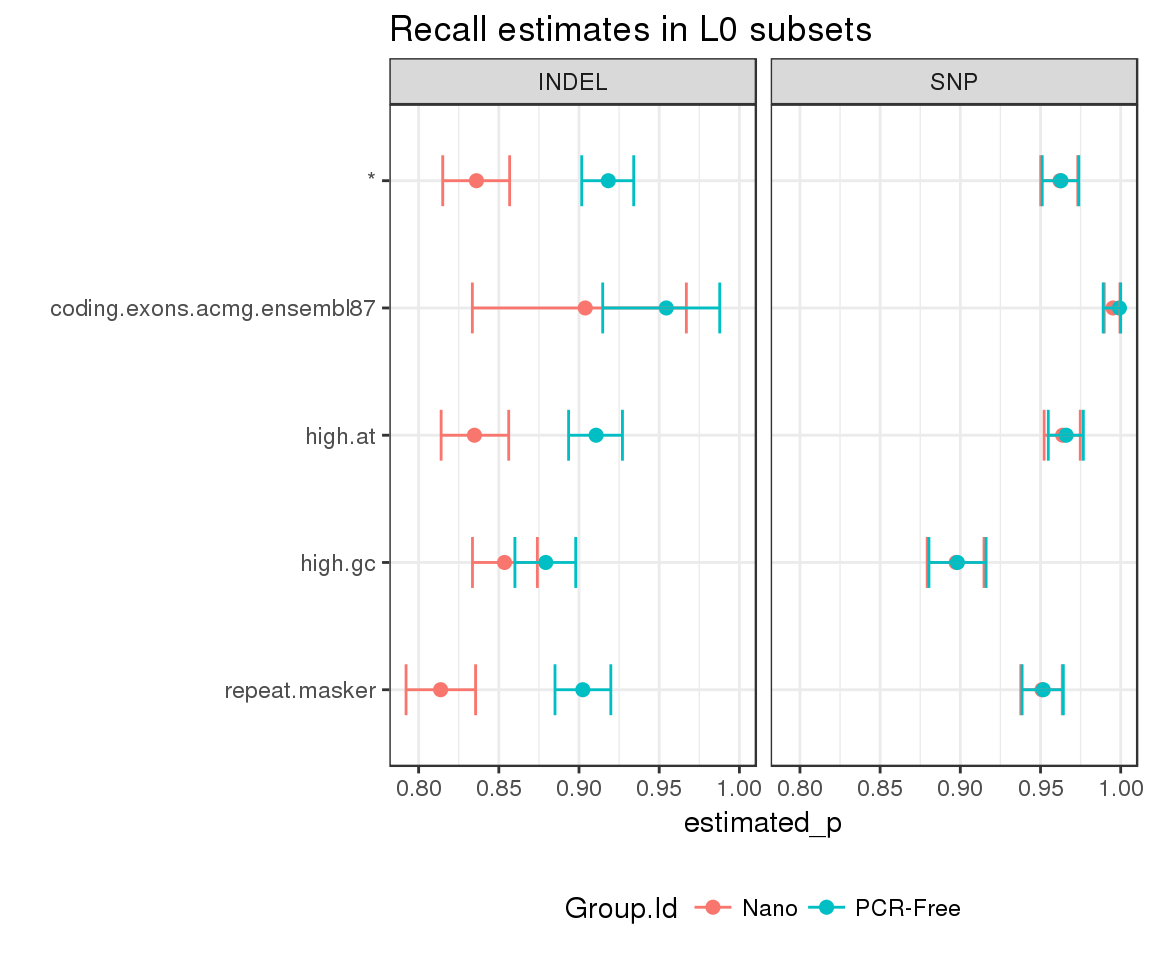 Recall estimates in L0 subsets
INDEL SNP
*
coding.exons.acmg.ensembl87
high.at
high.gc
repeat.masker
0.80 0.85 0.90 0.95 1.00 0.80 0.85 0.90 0.95 1.00
estimated_p
Group.Id Nano PCR-Free